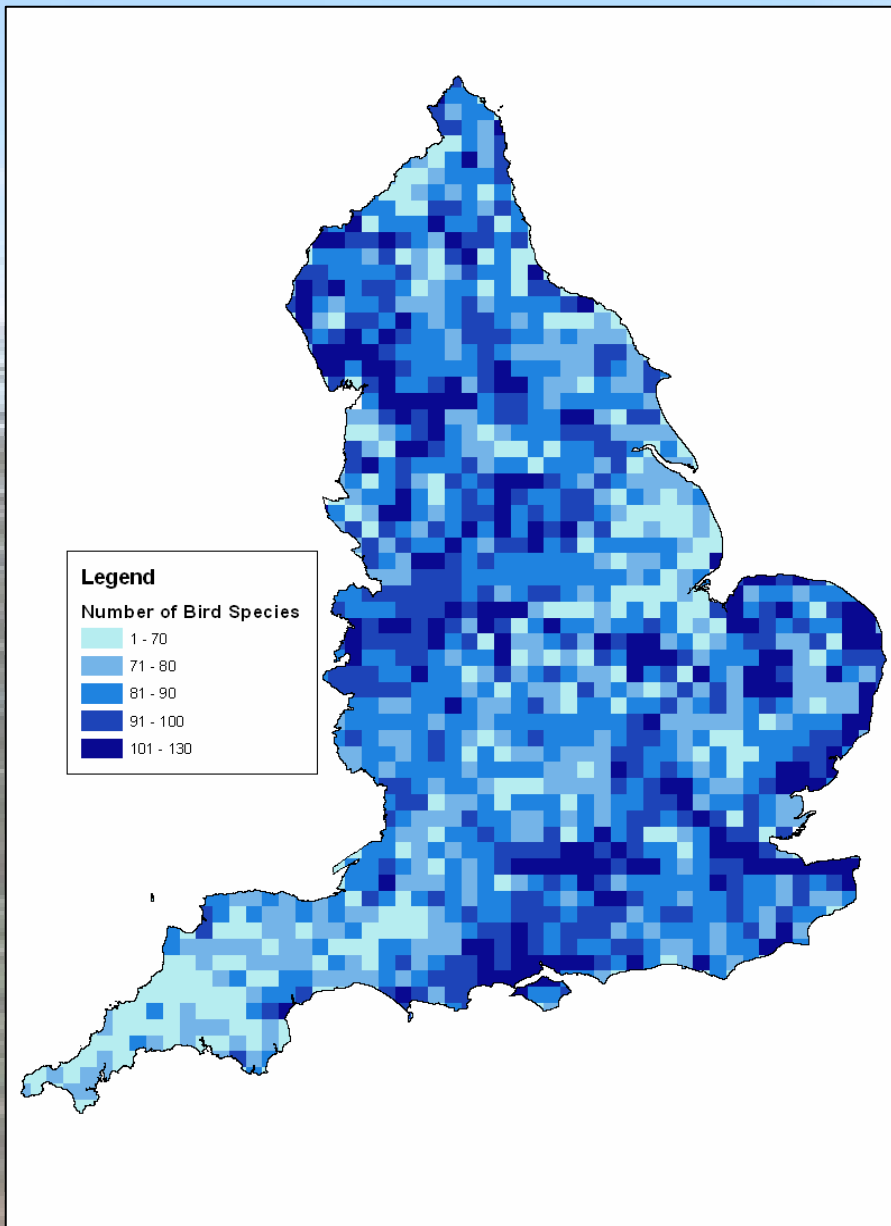 Legend
Number of Bird Species
1 - 70
71 - 80
81 - 90
91 - 100
101 - 130